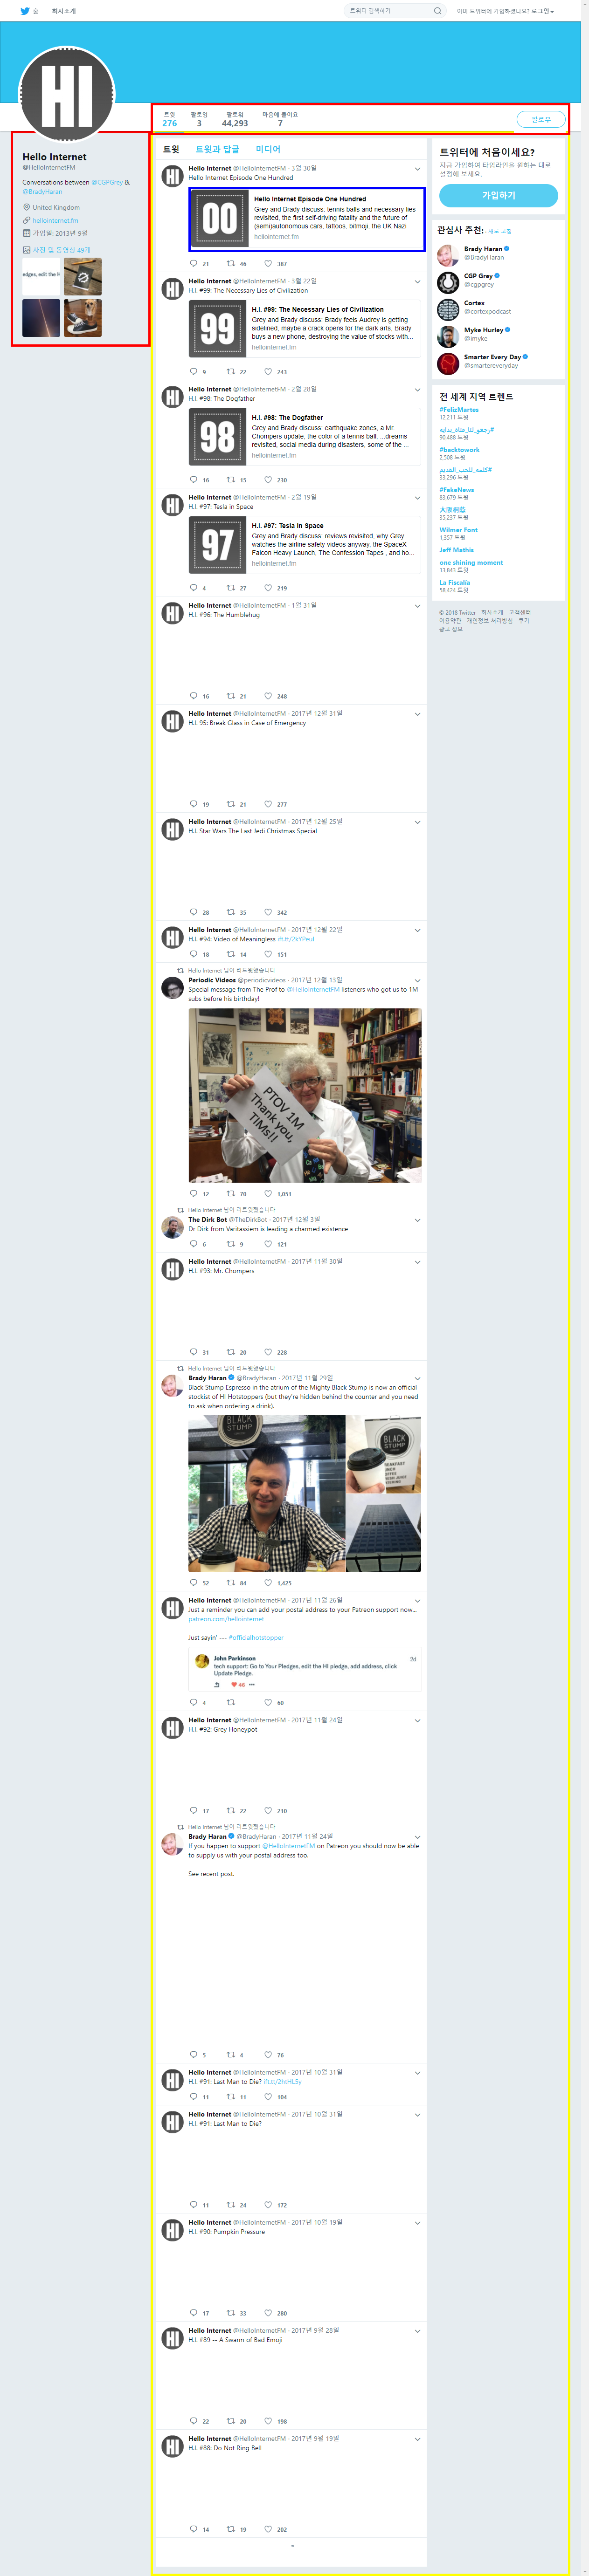 홈 회사소개
트위터 검색하기
이미 트위터에 가입하셨나요? 로그인
HI
트윗 팔로잉 팔로워 마음에 들어요
276 3 44,293 7
팔로우
Hello Internet
@HelloInternetFM
Conversations between @CGPGrey &
@BradyHaran
United Kingdom
hellointernet.fm
가입일: 2013년 9월
사진 및 동영상 49개
트윗 트윗과 답글 미디어
Hello Internet @HelloInternetFM · 3월 30일
Hello Internet Episode One Hundred
00
Hello Internet Episode One Hundred
Grey and Brady discuss: tennis balls and necessary lies
revisited, the first self-driving fatality and the future of
(semi)autonomous cars, tattoos, bitmoji, the UK Nazi
hellointernet.fm
21 46 387
Hello Internet @HelloInternetFM · 3월 22일
H.I. #99: The Necessary Lies of Civilization
99
H.I. #99: The Necessary Lies of Civilization
Grey and Brady discuss: Brady feels Audrey is getting
sidelined, maybe a crack opens for the dark arts, Brady
buys a new phone, destroying the value of stocks with...
hellointernet.fm
9 22 243
Hello Internet @HelloInternetFM · 2월 28일
H.I. #98: The Dogfather
98
H.I. #98: The Dogfather
Grey and Brady discuss: earthquake zones, a Mr.
Chompers update, the color of a tennis ball, ...dreams
revisited, social media during disasters, some of the ...
hellointernet.fm
16 15 230
Hello Internet @HelloInternetFM · 2월 19일
H.I. #97: Tesla in Space
97
H.I. #97: Tesla in Space
Grey and Brady discuss: reviews revisited, why Grey
watches the airline safety videos anyway, the SpaceX
Falcon Heavy Launch, The Confession Tapes , and ho...
hellointernet.fm
4 27 219
Hello Internet @HelloInternetFM · 1월 31일
H.I. #96: The Humblehug
16 21 248
Hello Internet @HelloInternetFM · 2017년 12월 31일
H.I. 95: Break Glass in Case of Emergency
19 21 277
Hello Internet @HelloInternetFM · 2017년 12월 25일
H.I. Star Wars The Last Jedi Christmas Special
28 35 342
Hello Internet @HelloInternetFM · 2017년 12월 22일
H.I. #94: Video of Meaningless ift.tt/2kYPeul
18 14 151
Hello Internet 님이 리트윗했습니다
Periodic Videos @periodicvideos · 2017년 12월 13일
Special message from The Prof to @HelloInternetFM listeners who got us to 1M
subs before his birthday!
PTOV 1M
Thank you,
TIMs!!
12 70 1,051
Hello Internet 님이 리트윗했습니다
The Dirk Bot @TheDirkBot · 2017년 12월 3일
Dr Dirk from Varitassiem is leading a charmed existence
6 9 121
Hello Internet @HelloInternetFM · 2017년 11월 30일
H.I. #93: Mr. Chompers
31 20 228
Hello Internet 님이 리트윗했습니다
Brady Haran @BradyHaran · 2017년 11월 29일
Black Stump Espresso in the atrium of the Mighty Black Stump is now an official
stockist of HI Hotstoppers (but they're hidden behind the counter and you need
to ask when ordering a drink).
BLACK
STUMP
52 84 1,425
Hello Internet @HelloInternetFM · 2017년 11월 26일
Just a reminder you can add your postal address to your Patreon support now...
patreon.com/hellointernet
Just sayin' --- #officialhotstopper
John Parkinson 2d
tech support: Go to Your Pledges, edit the HI pledge, add address, click
Update Pledge.
46
4 60
Hello Internet @HelloInternetFM · 2017년 11월 24일
H.I. #92: Grey Honeypot
17 22 210
Hello Internet 님이 리트윗했습니다
Brady Haran @BradyHaran · 2017년 11월 24일
If you happen to support @HelloInternetFM on Patreon you should now be able
to supply us with your postal address too.
See recent post.
5 4 76
Hello Internet @HelloInternetFM · 2017년 10월 31일
H.I. #91: Last Man to Die? ift.tt/2htHLSy
11 11 104
Hello Internet @HelloInternetFM · 2017년 10월 31일
H.I. #91: Last Man to Die?
11 24 172
Hello Internet @HelloInternetFM · 2017년 10월 19일
H.I. #90: Pumpkin Pressure
17 33 280
Hello Internet @HelloInternetFM · 2017년 9월 28일
H.I. #89 -- A Swarm of Bad Emoji
22 20 198
Hello Internet @HelloInternetFM · 2017년 9월 19일
H.I. #88: Do Not Ring Bell
14 19 202
트위터에 처음이세요?
지금 가입하여 타임라인을 원하는 대로
설정해 보세요.
가입하기
관심사 추천: · 새로 고침
Brady Haran
@BradyHaran
CGP Grey
@cgpgrey
Cortex
@cortexpodcast
Myke Hurley
@imyke
Smarter Every Day
@smartereveryday
전 세계 지역 트렌드
#FelizMartes
12,211 트윗
90,488 트윗
#backtowork
2,508 트윗
#كلمه_للحب_القديم
33,296 트윗
#FakeNews
83,679 트윗
大阪桐蔭
35,237 트윗
Wilmer Font
1,357 트윗
Jeff Mathis
one shining moment
13,843 트윗
La Fiscalía
58,424 트윗
© 2018 Twitter 회사소개 고객센터
이용약관 개인정보 처리방침 쿠키
광고 정보